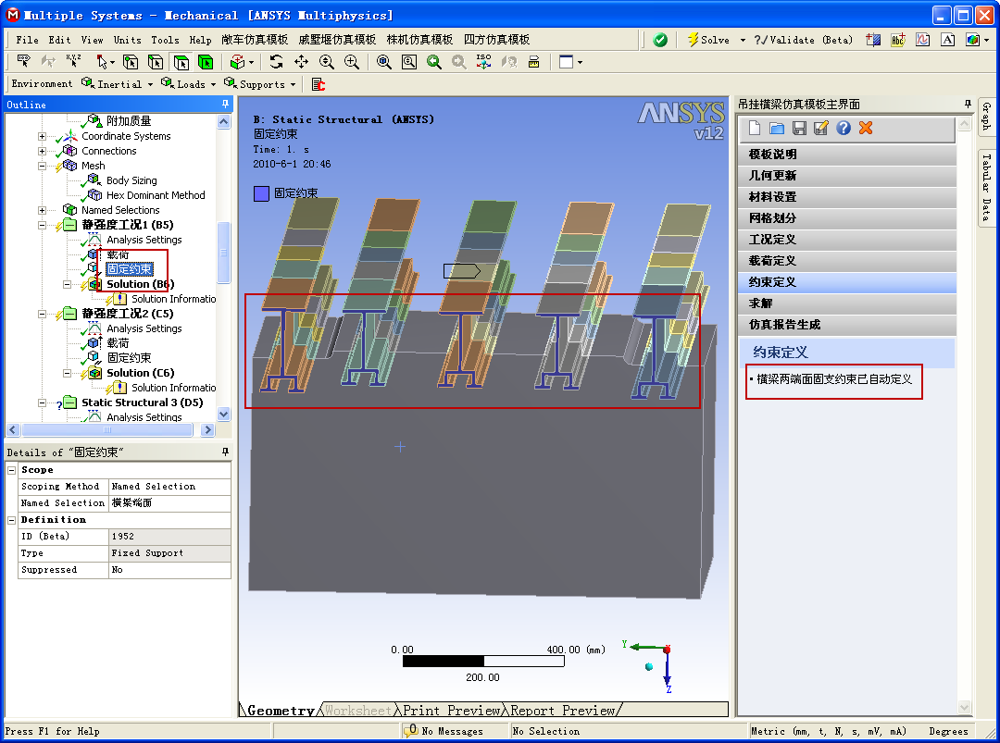 Multiple Systems - Mechanical [ANSYS Multiphysics]
File Edit View Units Tools Help 敞车仿真模板 戚墅堰仿真模板 株机仿真模板 四方仿真模板
Solve ?/Validate (Beta)
Environment Inertial Loads Supports
Outline
附加质量
Coordinate Systems
Connections
Mesh
Body Sizing
Hex Dominant Method
Named Selections
静强度工况1 (B5)
Analysis Settings
载荷
固定约束
Solution (B6)
Solution Informatio
静强度工况2 (C5)
Analysis Settings
载荷
固定约束
Solution (C6)
Solution Informatio
Static Structural 3 (D5)
Analysis Settings
Details of "固定约束"
Scope
Scoping Method Named Selection
Named Selection 横梁端面
Definition
ID (Beta) 1952
Type Fixed Support
Suppressed No
B: Static Structural (ANSYS)
固定约束
Time: 1. s
2010-6-1 20:46
固定约束
ANSYS
v12
0.00 400.00 (mm)
200.00
Y X
Z
Geometry Worksheet Print Preview Report Preview
吊挂横梁仿真模板主界面
模板说明
几何更新
材料设置
网格划分
工况定义
载荷定义
约束定义
求解
仿真报告生成
约束定义
• 横梁两端面固支约束已自动定义
Graph
Tabular Data
Press F1 for Help 0 No Messages No Selection Metric (mm, t, N, s, mV, mA) Degrees